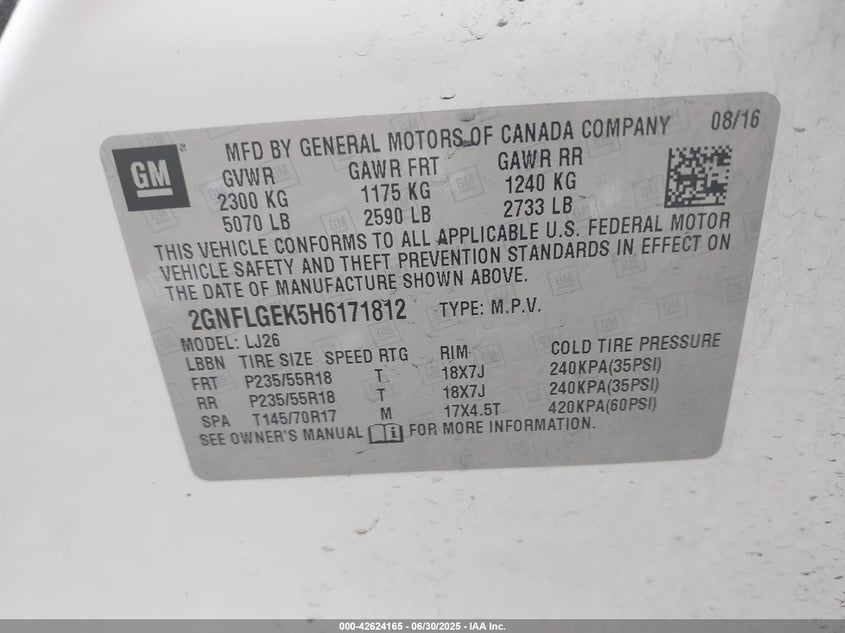 GM
MFD BY GENERAL MOTORS OF CANADA COMPANY 08/16
GVWR GAWR FRT GAWR RR
2300 KG 1175 KG 1240 KG
5070 LB 2590 LB 2733 LB
THIS VEHICLE CONFORMS TO ALL APPLICABLE U.S. FEDERAL MOTOR
VEHICLE SAFETY AND THEFT PREVENTION STANDARDS IN EFFECT ON
THE DATE OF MANUFACTURE SHOWN ABOVE.
2GNFLGEK5H6171812 TYPE: M.P.V.
MODEL: LJ26
LBBN TIRE SIZE SPEED RTG RIM COLD TIRE PRESSURE
FRT P235/55R18 T 18X7J 240KPA(35PSI)
RR P235/55R18 T 18X7J 240KPA(35PSI)
SPA T145/70R17 M 17X4.5T 420KPA(60PSI)
SEE OWNER'S MANUAL i FOR MORE INFORMATION.
000-42624165 - 06/30/2025 - IAA Inc.